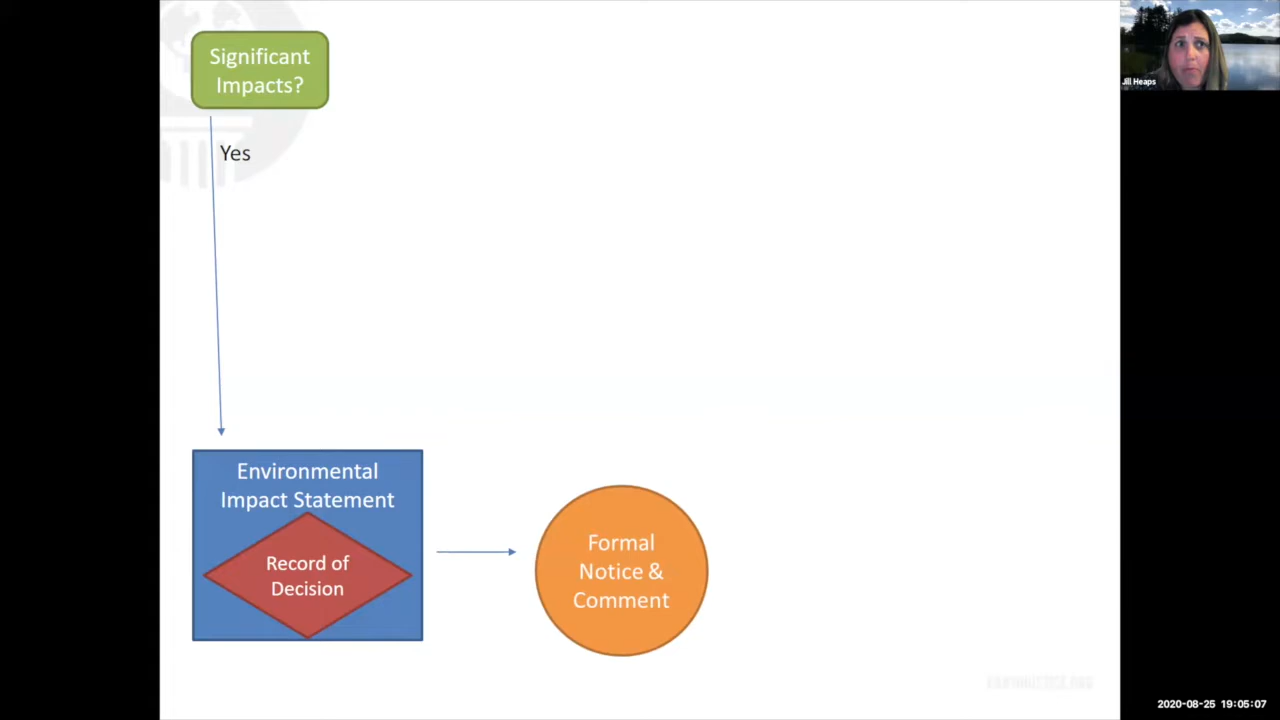 Significant
Impacts?
Yes
Environmental
Impact Statement
Record of
Decision
Formal
Notice &
Comment
Jill Heaps
2020-08-25 19:05:07